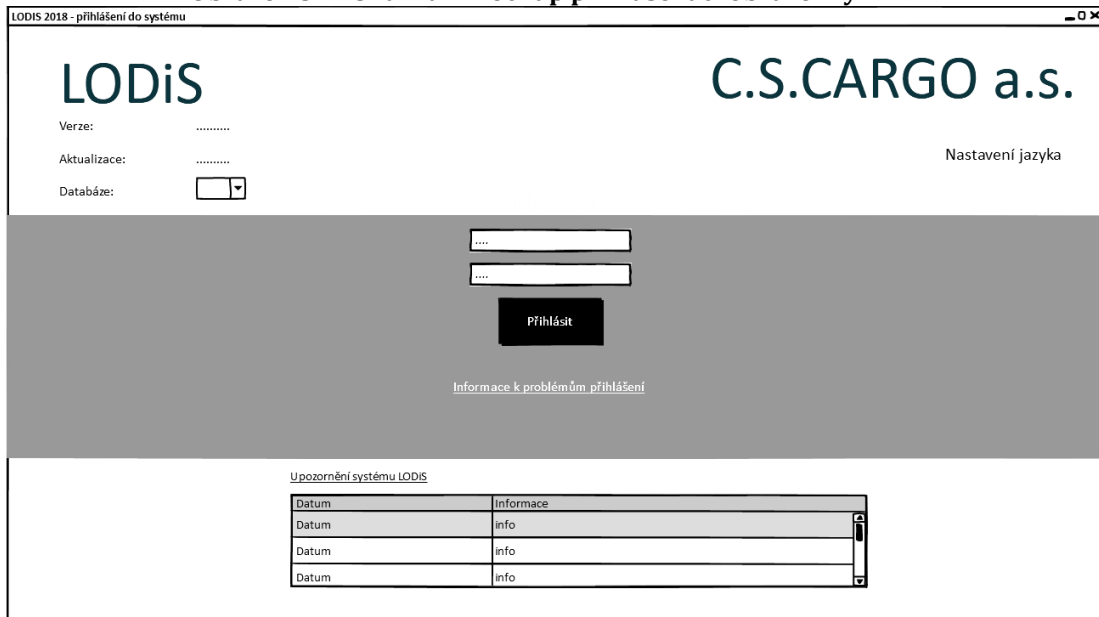 LODIS 2018 - přihlášení do systému
LODiS
C.S.CARGO a.s.
Verze: ..........
Aktualizace: ..........
Nastavení jazyka
Databáze:
....
....
Přihlásit
Informace k problémům přihlášení
Upozornění systému LODiS
Datum Informace
Datum info
Datum info
Datum info